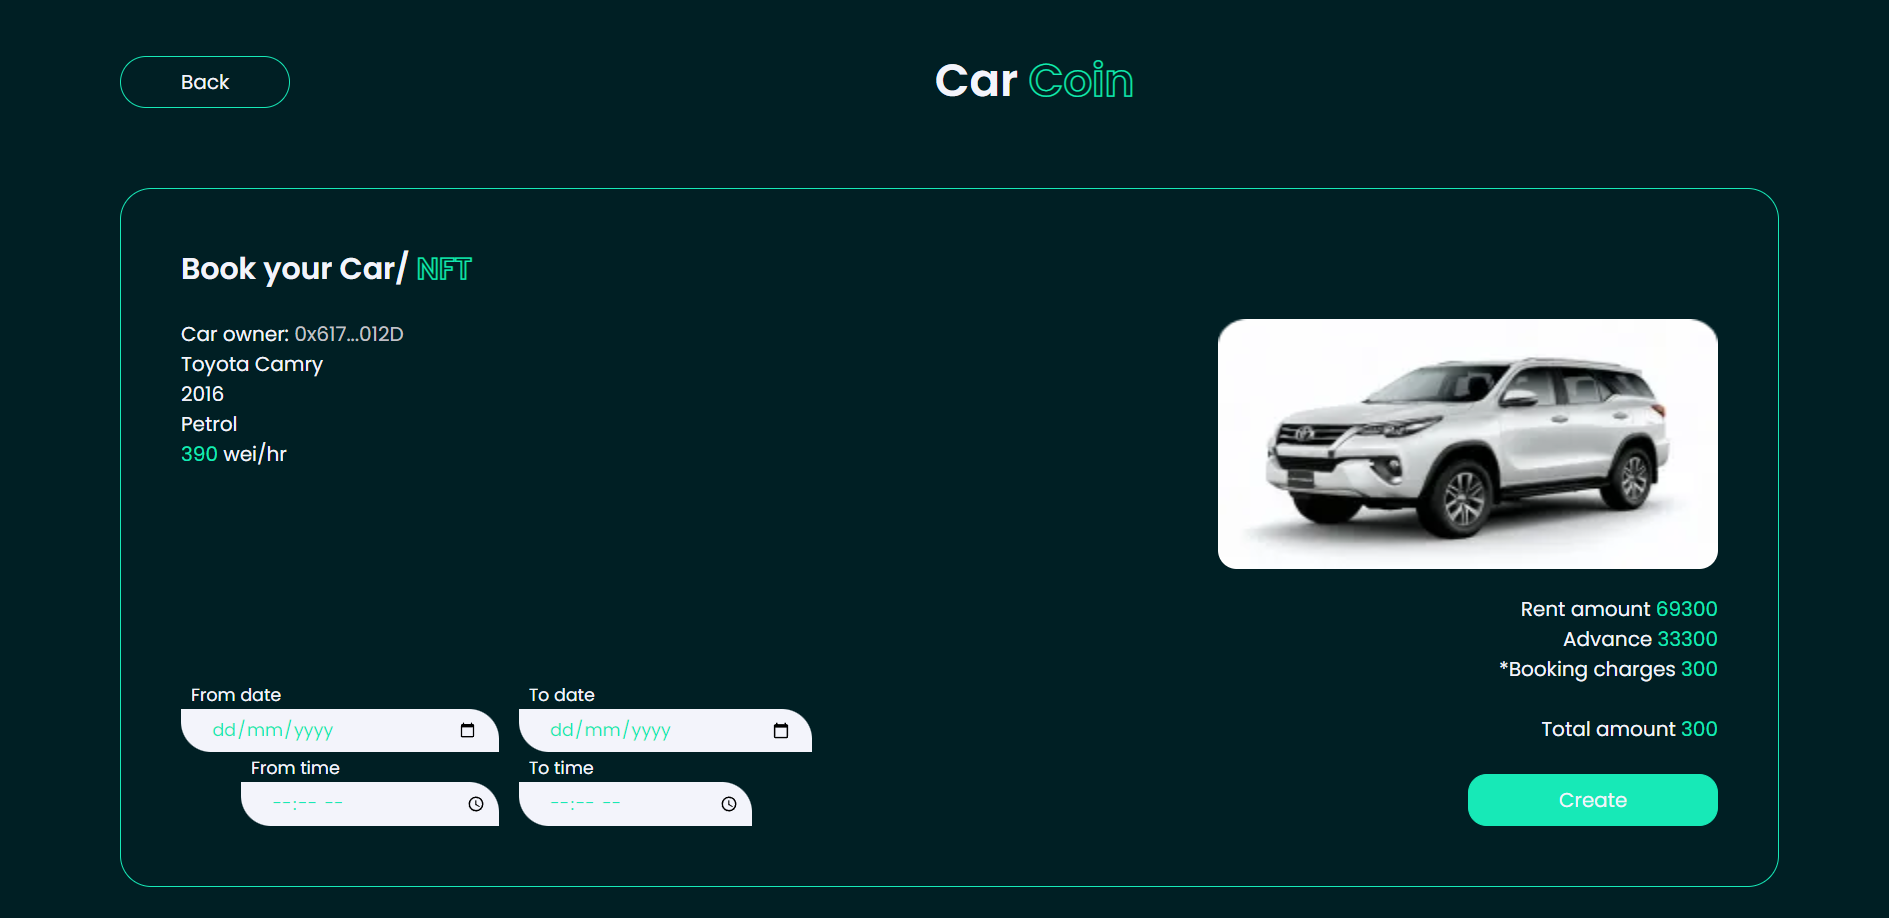 Back
Car Coin
Book your Car/ NFT
Car owner: 0x617...012D
Toyota Camry
2016
Petrol
390 wei/hr
Rent amount 69300
Advance 33300
*Booking charges 300
Total amount 300
From date
To date
dd/mm/yyyy
dd/mm/yyyy
From time
To time
--:-- --
--:-- --
Create